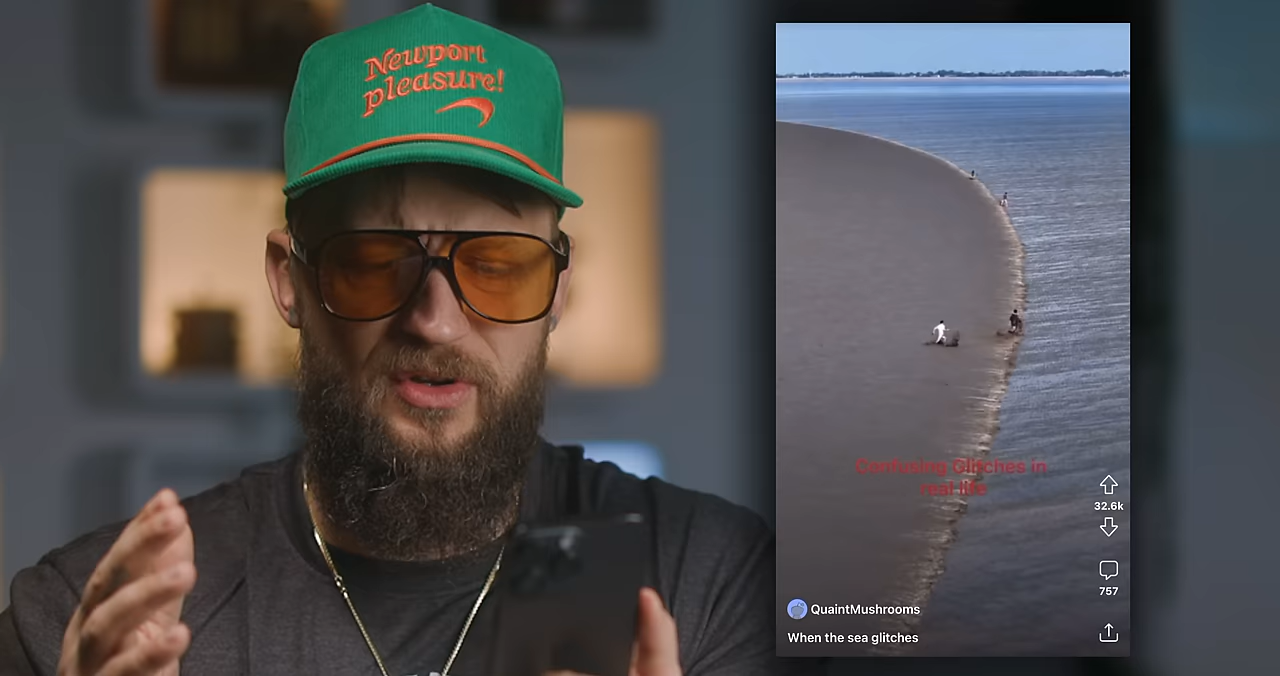 Newport
pleasure!
Confusing Glitches in
real life
32.6k
757
QuaintMushrooms
When the sea glitches